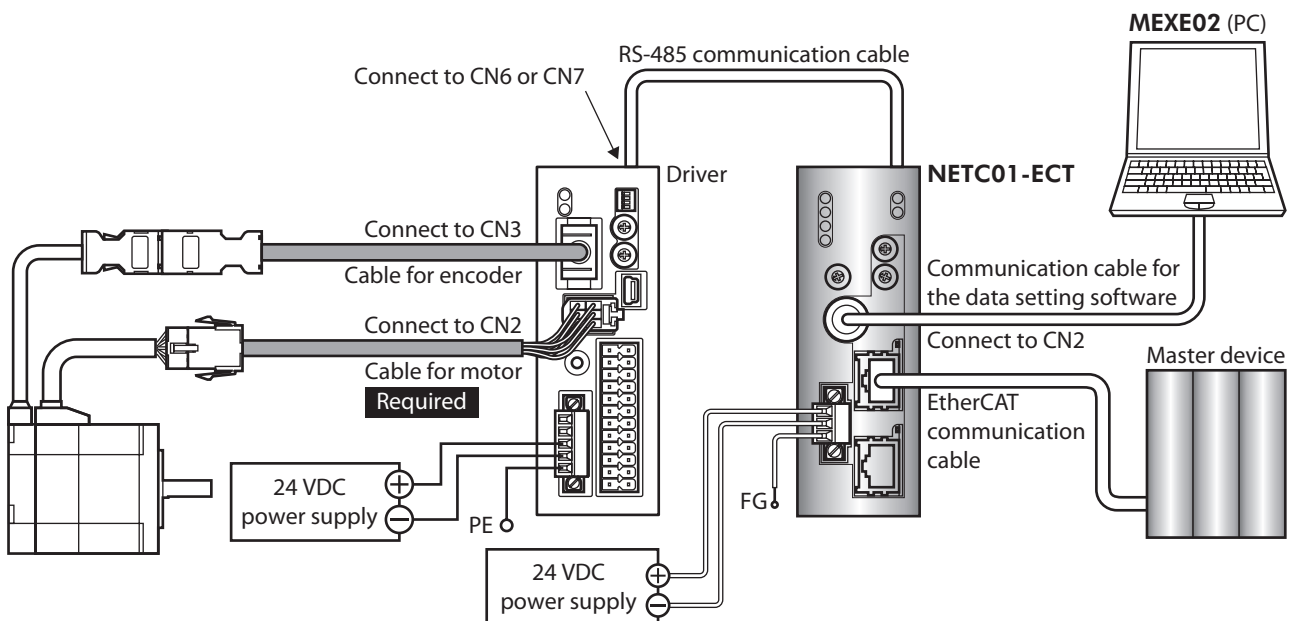 MEXE02 (PC)
RS-485 communication cable
Connect to CN6 or CN7
Driver
NETC01-ECT
Connect to CN3
Cable for encoder
Communication cable for
the data setting software
Connect to CN2
Connect to CN2
Cable for motor
Required
Master device
EtherCAT
communication
cable
24 VDC
power supply
+
−
PE
FG
24 VDC
power supply
+
−